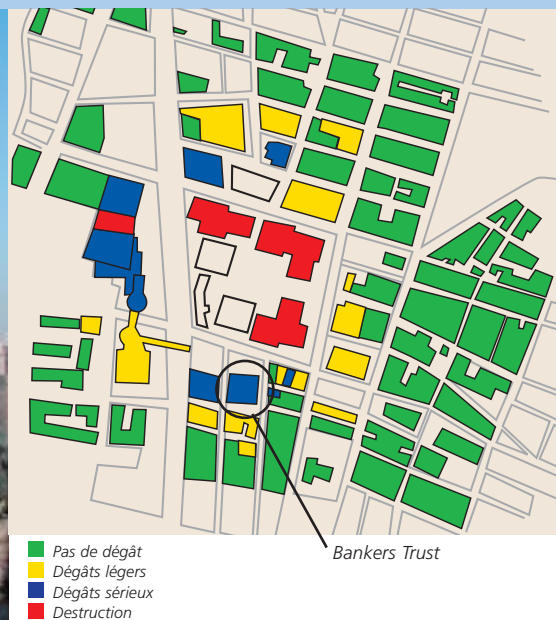 Bankers Trust
Pas de dégât
Dégâts légers
Dégâts sérieux
Destruction